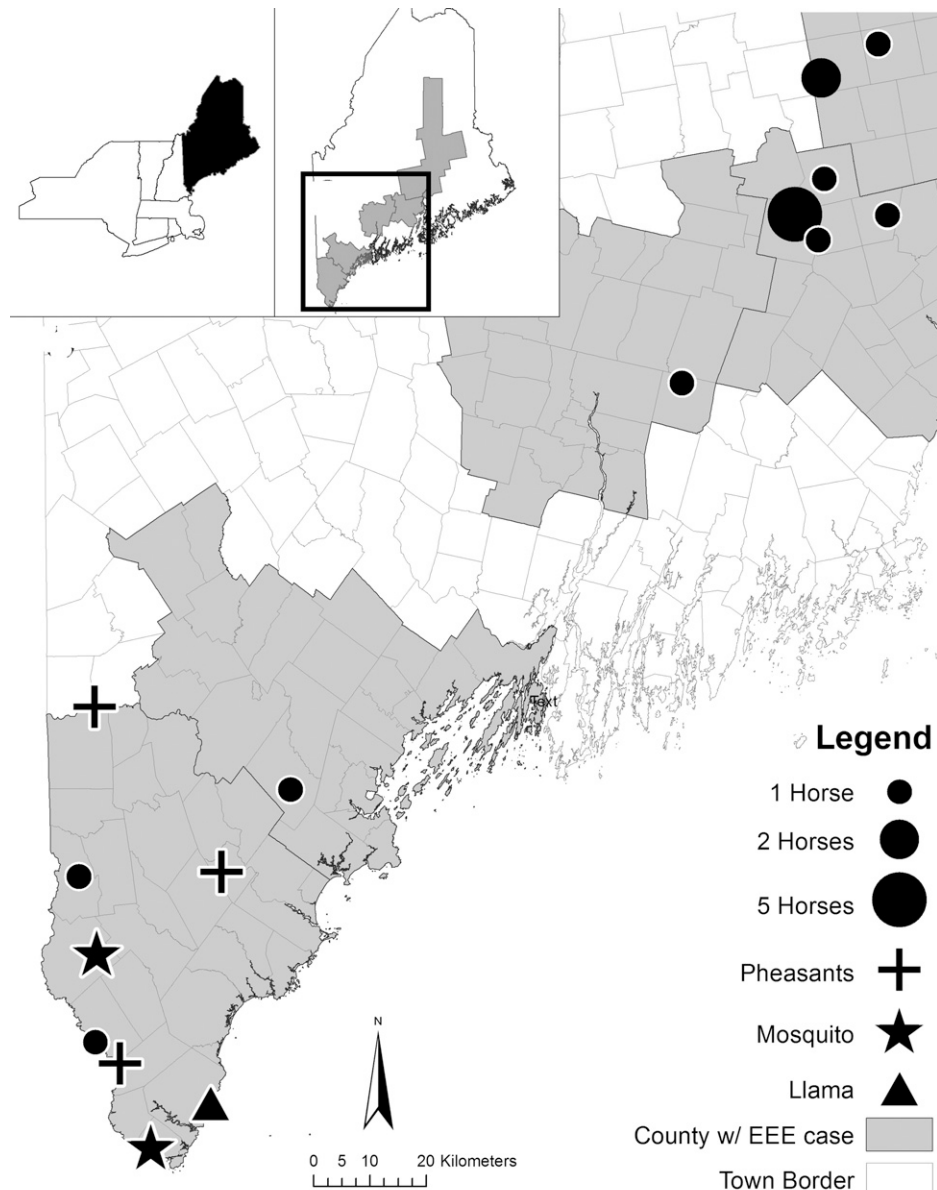 Text
Legend
1 Horse
2 Horses
5 Horses
Pheasants
Mosquito
Llama
County w/ EEE case
Town Border
N
0 5 10 20 Kilometers